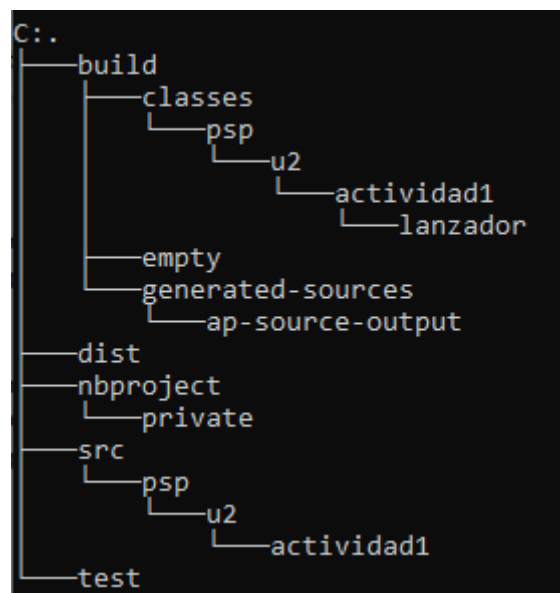 C:.
├───build
│   ├───classes
│   │   └───psp
│   │       └───u2
│   │           └───actividad1
│   │               └───lanzador
│   ├───empty
│   └───generated-sources
│       └───ap-source-output
├───dist
├───nbproject
│   └───private
├───src
│   └───psp
│       └───u2
│           └───actividad1
└───test